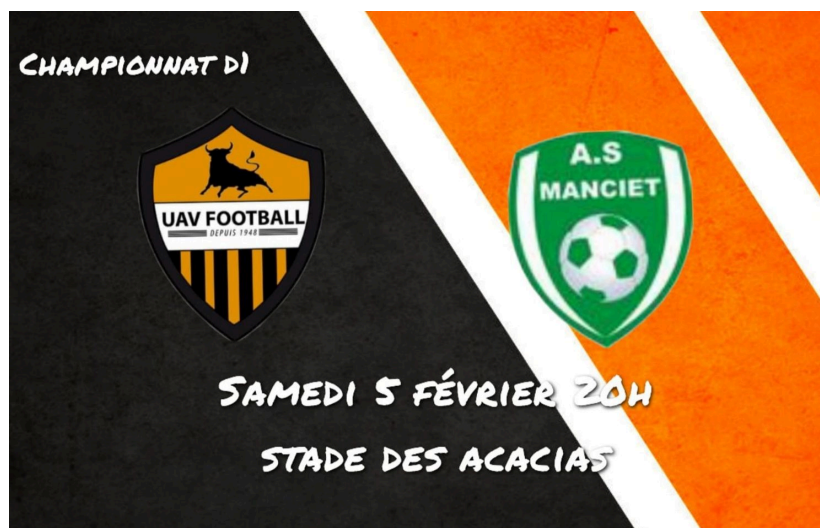 Championnat d1
UAV FOOTBALL
DEPUIS 1948
A.S
MANCIET
Samedi 5 février 20h
stade des acacias